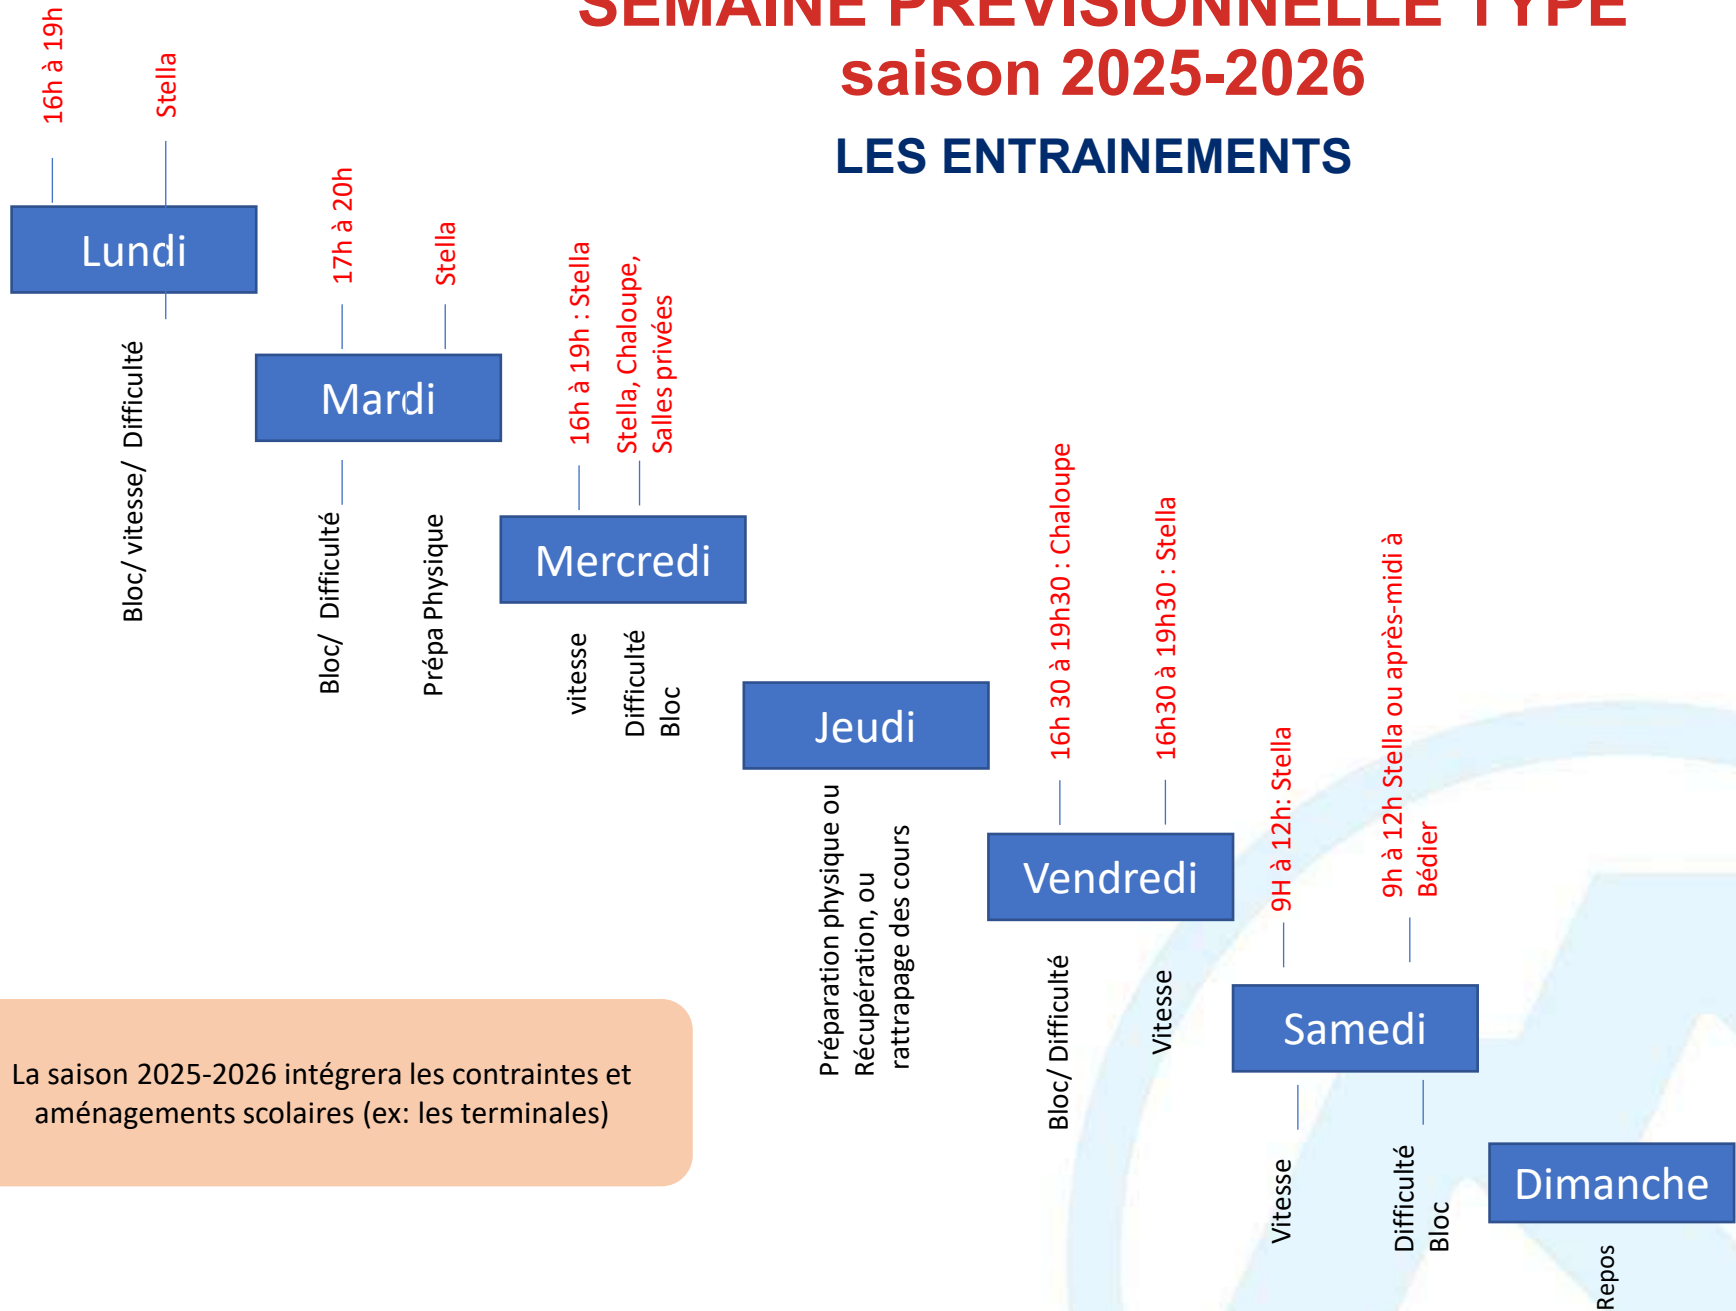 SEMAINE PREVISIONNELLE TYPE
saison 2025-2026
LES ENTRAINEMENTS
16h à 19h
Stella
Lundi
Bloc/ vitesse/ Difficulté
17h à 20h
Stella
Mardi
Bloc/ Difficulté
Prépa Physique
16h à 19h : Stella
Stella, Chaloupe,
Salles privées
Mercredi
vitesse
Difficulté
Bloc
Jeudi
Préparation physique ou
Récupération, ou
rattrapage des cours
16h 30 à 19h30 : Chaloupe
16h30 à 19h30 : Stella
Vendredi
Bloc/ Difficulté
Vitesse
9H à 12h: Stella
9h à 12h Stella ou après-midi à
Bédier
Samedi
Vitesse
Difficulté
Bloc
Dimanche
Repos
La saison 2025-2026 intégrera les contraintes et
aménagements scolaires (ex: les terminales)